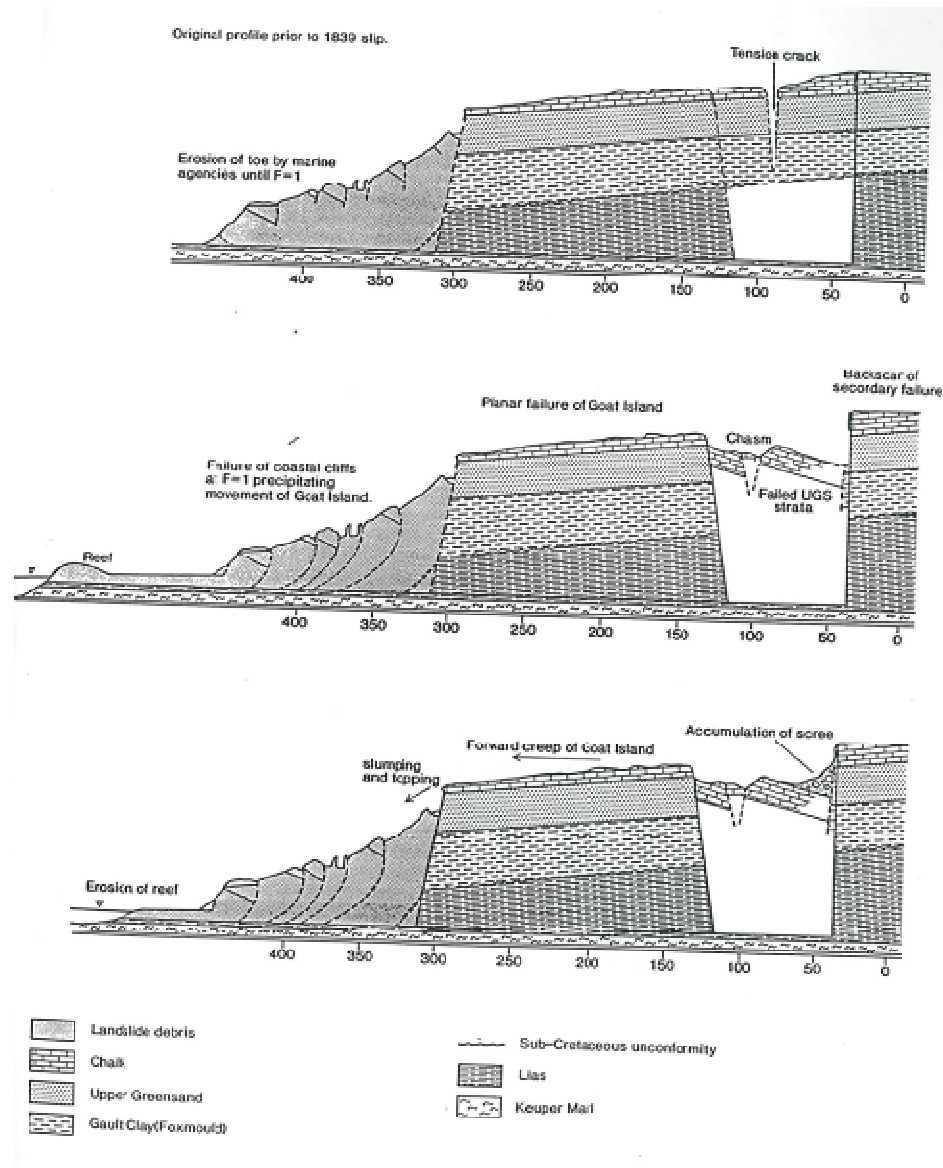 Original profile prior to 1839 slip.
Tension crack
Erosion of toe by marine
agencies until F=1
400 350 300 250 200 150 100 50 0
Backscar of
secordary failure
Planar failure of Goat Island
Chasm
Failure of coastal cliffs
a: F=1 precipitating
movement of Goat Island.
Failed UGS
strata
Reef
400 350 300 250 200 150 100 50 0
Accumulation of scree
Forward creep of Goat Island
slumping
and topping
Erosion of reef
400 350 300 250 200 150 100 50 0
Landslide debris
Chalk
Upper Greensand
Gault Clay(Foxmould)
Sub-Cretaceous unconformity
Lias
Keuper Marl